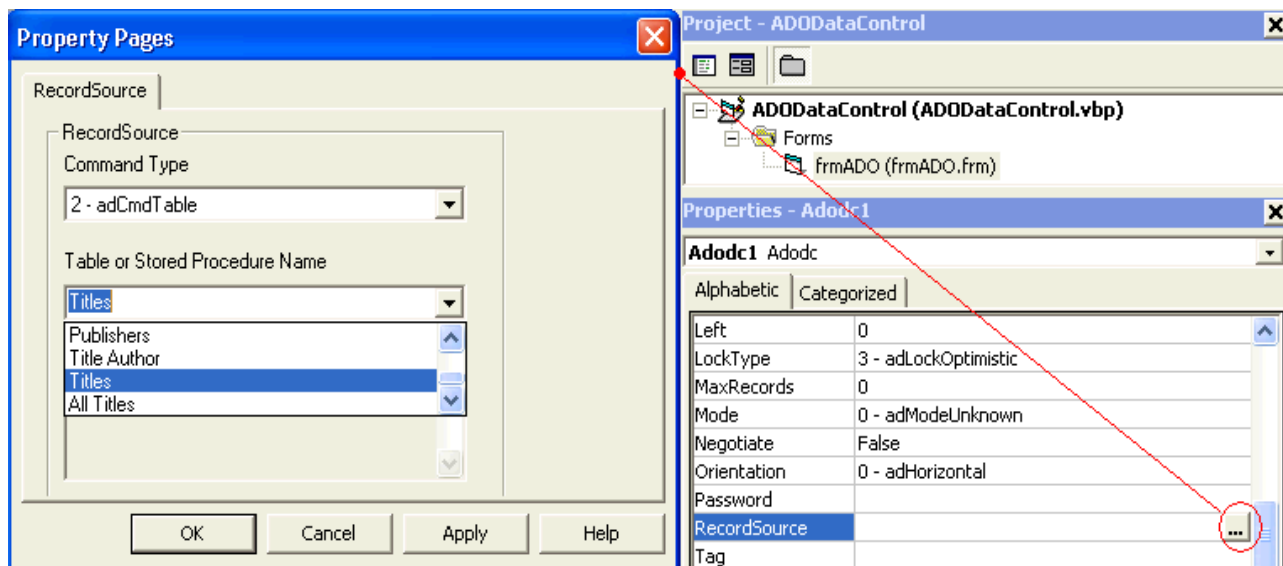 Property Pages
RecordSource
RecordSource
Command Type
2 - adCmdTable
Table or Stored Procedure Name
Titles
Publishers
Title Author
Titles
All Titles
OK Cancel Apply Help
Project - ADODataControl
ADODataControl (ADODataControl.vbp)
Forms
frmADO (frmADO.frm)
Properties - Adodc1
Adodc1 Adodc
Alphabetic Categorized
Left 0
LockType 3 - adLockOptimistic
MaxRecords 0
Mode 0 - adModeUnknown
Negotiate False
Orientation 0 - adHorizontal
Password
RecordSource ...
Tag